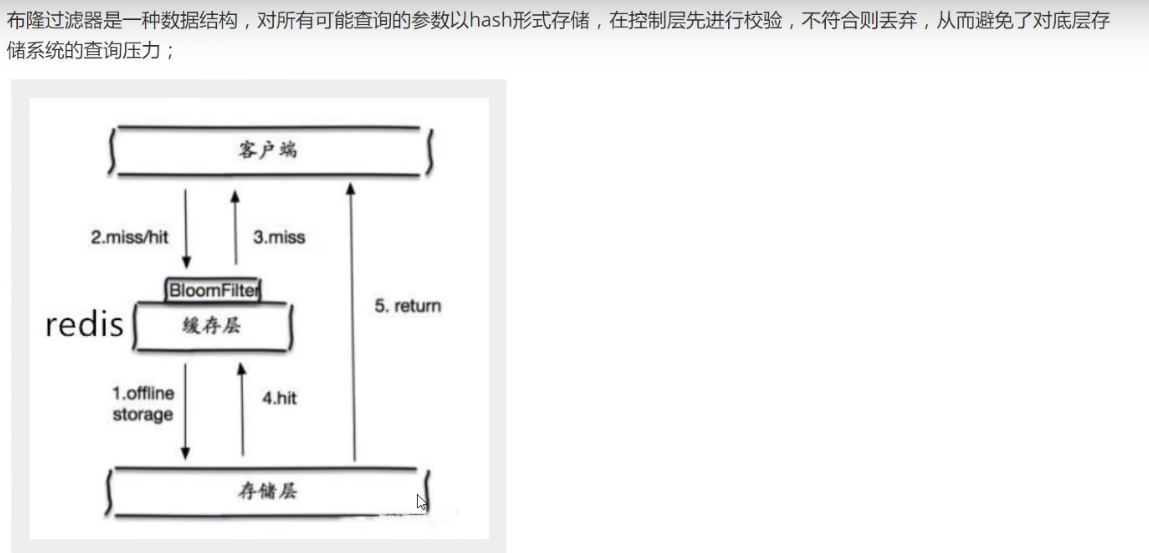 布隆过滤器是一种数据结构，对所有可能查询的参数以hash形式存储，在控制层先进行校验，不符合则丢弃，从而避免了对底层存
储系统的查询压力；
客户端
2.miss/hit
3.miss
BloomFilter
5. return
redis
缓存层
1.offline
storage
4.hit
存储层